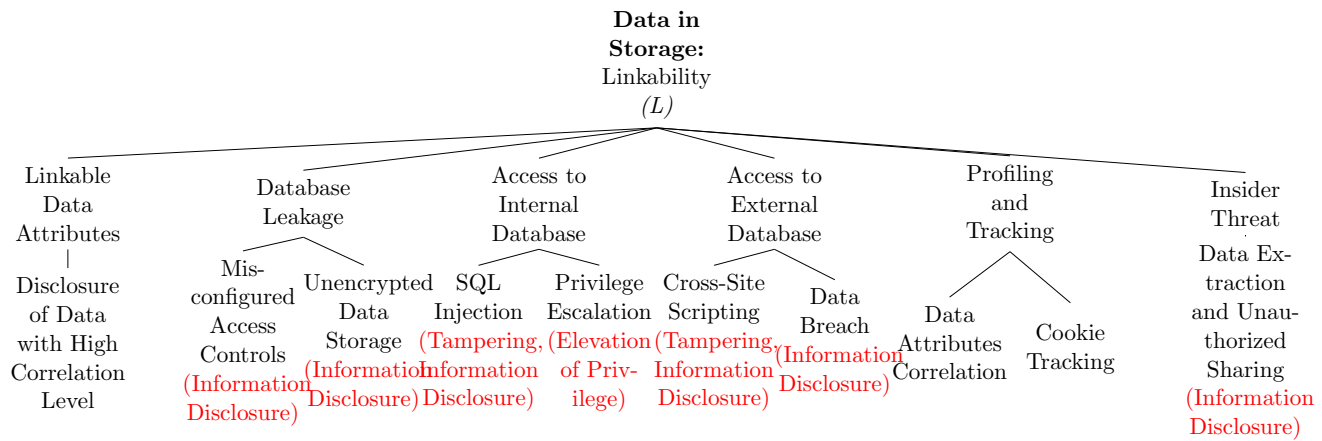 Data in
Storage:
Linkability
(L)
Linkable
Data
Attributes
Disclosure
of Data
with High
Correlation
Level
Database
Leakage
Mis-
configured
Access
Controls
(Information
Disclosure)
Unencrypted
Data
Storage
(Information
Disclosure)
Access to
Internal
Database
SQL
Injection
(Tampering,
Information
Disclosure)
Privilege
Escalation
(Elevation
of Priv-
ilege)
Access to
External
Database
Cross-Site
Scripting
(Tampering,
Information
Disclosure)
Data
Breach
(Information
Disclosure)
Profiling
and
Tracking
Data
Attributes
Correlation
Cookie
Tracking
Insider
Threat
Data Ex-
traction
and Unau-
thorized
Sharing
(Information
Disclosure)